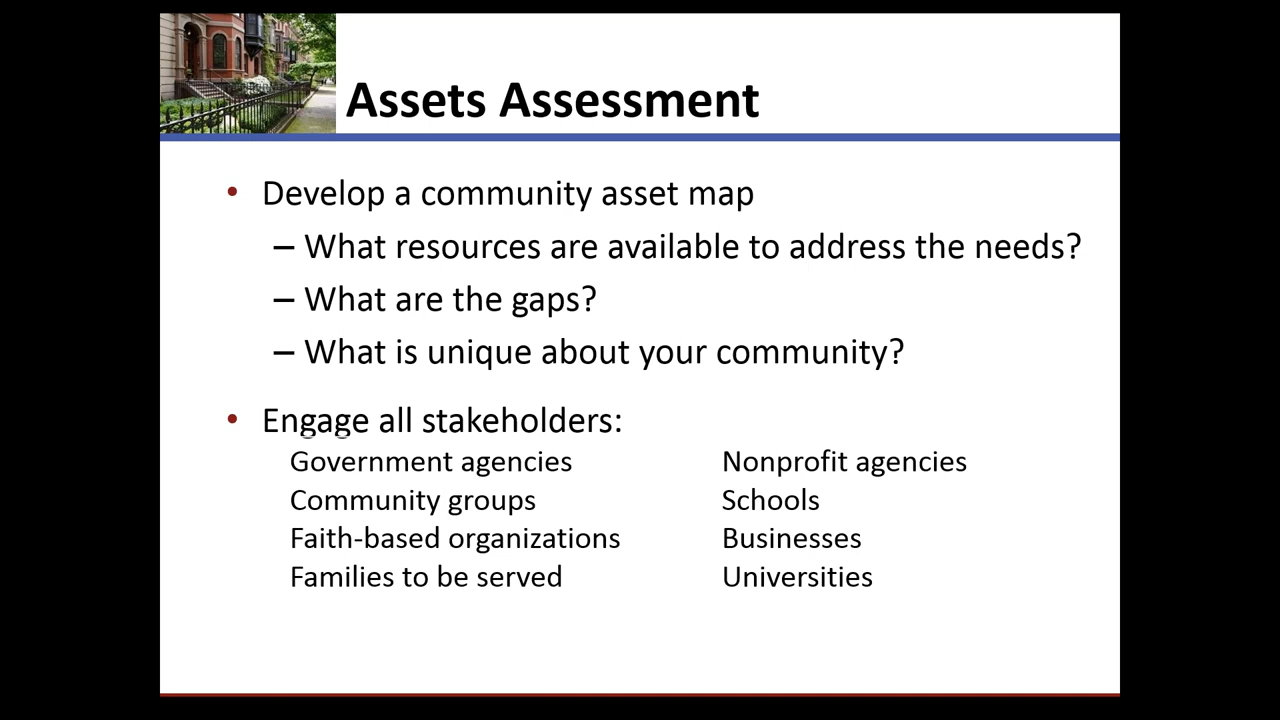 Assets Assessment
• Develop a community asset map
– What resources are available to address the needs?
– What are the gaps?
– What is unique about your community?
• Engage all stakeholders:
Government agencies
Community groups
Faith-based organizations
Families to be served
Nonprofit agencies
Schools
Businesses
Universities